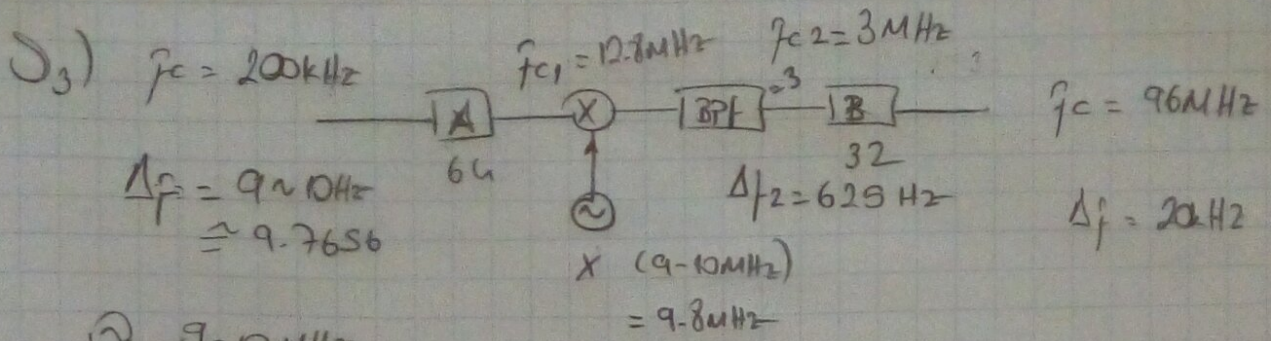 3) fc = 200kHz fc1 = 12.8MHz fc2 = 3MHz
A X BPF B fc = 96MHz
64 32
Δf = 9~10Hz Δf2 = 625 Hz Δf = 20kHz
≅ 9.7656
~
X (9-10MHz)
= 9.8MHz